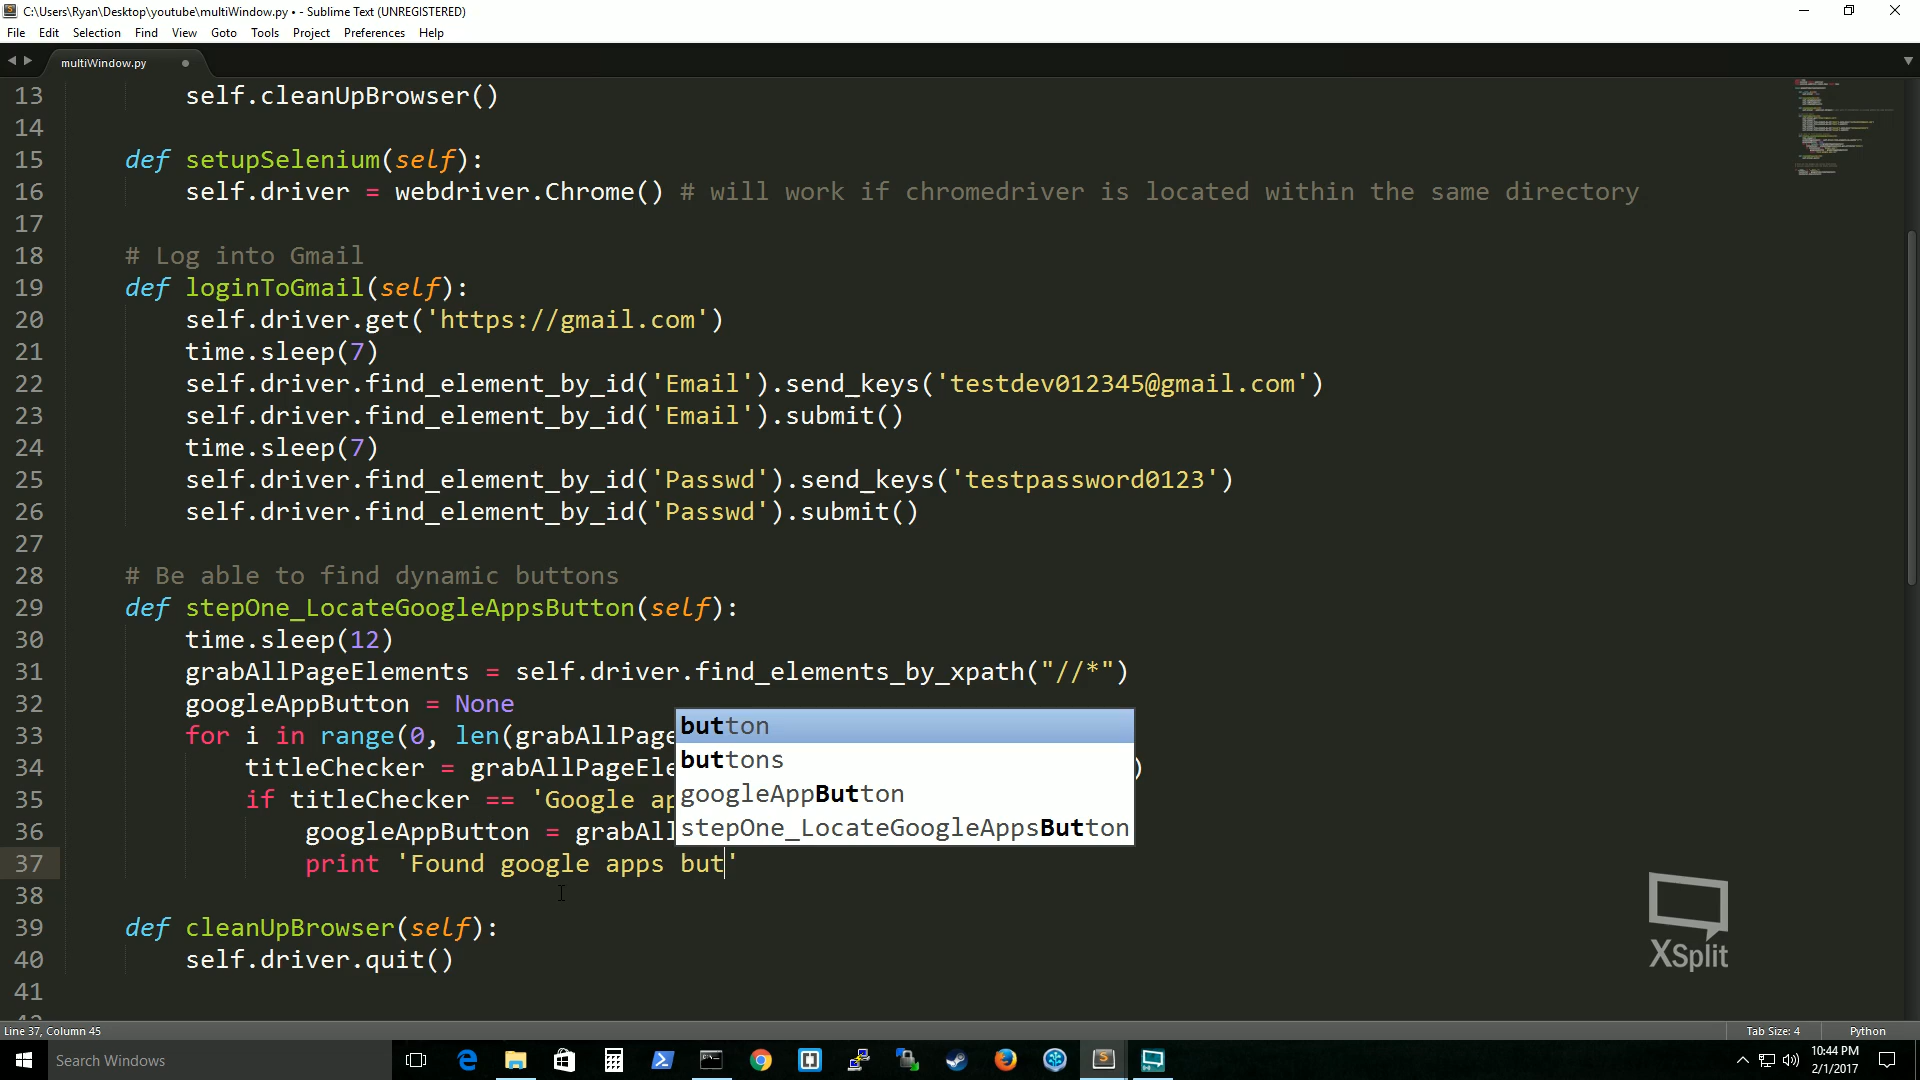 C:\Users\Ryan\Desktop\youtube\multiWindow.py • - Sublime Text (UNREGISTERED)
File Edit Selection Find View Goto Tools Project Preferences Help
multiWindow.py
13 self.cleanUpBrowser()
14
15 def setupSelenium(self):
16 self.driver = webdriver.Chrome() # will work if chromedriver is located within the same directory
17
18 # Log into Gmail
19 def loginToGmail(self):
20 self.driver.get('https://gmail.com')
21 time.sleep(7)
22 self.driver.find_element_by_id('Email').send_keys('testdev012345@gmail.com')
23 self.driver.find_element_by_id('Email').submit()
24 time.sleep(7)
25 self.driver.find_element_by_id('Passwd').send_keys('testpassword0123')
26 self.driver.find_element_by_id('Passwd').submit()
27
28 # Be able to find dynamic buttons
29 def stepOne_LocateGoogleAppsButton(self):
30 time.sleep(12)
31 grabAllPageElements = self.driver.find_elements_by_xpath("//*")
32 googleAppButton = None
33 for i in range(0, len(grabAllPage
button
34 titleChecker = grabAllPageEle )
buttons
35 if titleChecker == 'Google ap
googleAppButton
36 googleAppButton = grabAll
stepOne_LocateGoogleAppsButton
37 print 'Found google apps but'
38
39 def cleanUpBrowser(self):
40 self.driver.quit()
41
XSplit
Line 37, Column 45 Tab Size: 4 Python
Search Windows
10:44 PM
2/1/2017